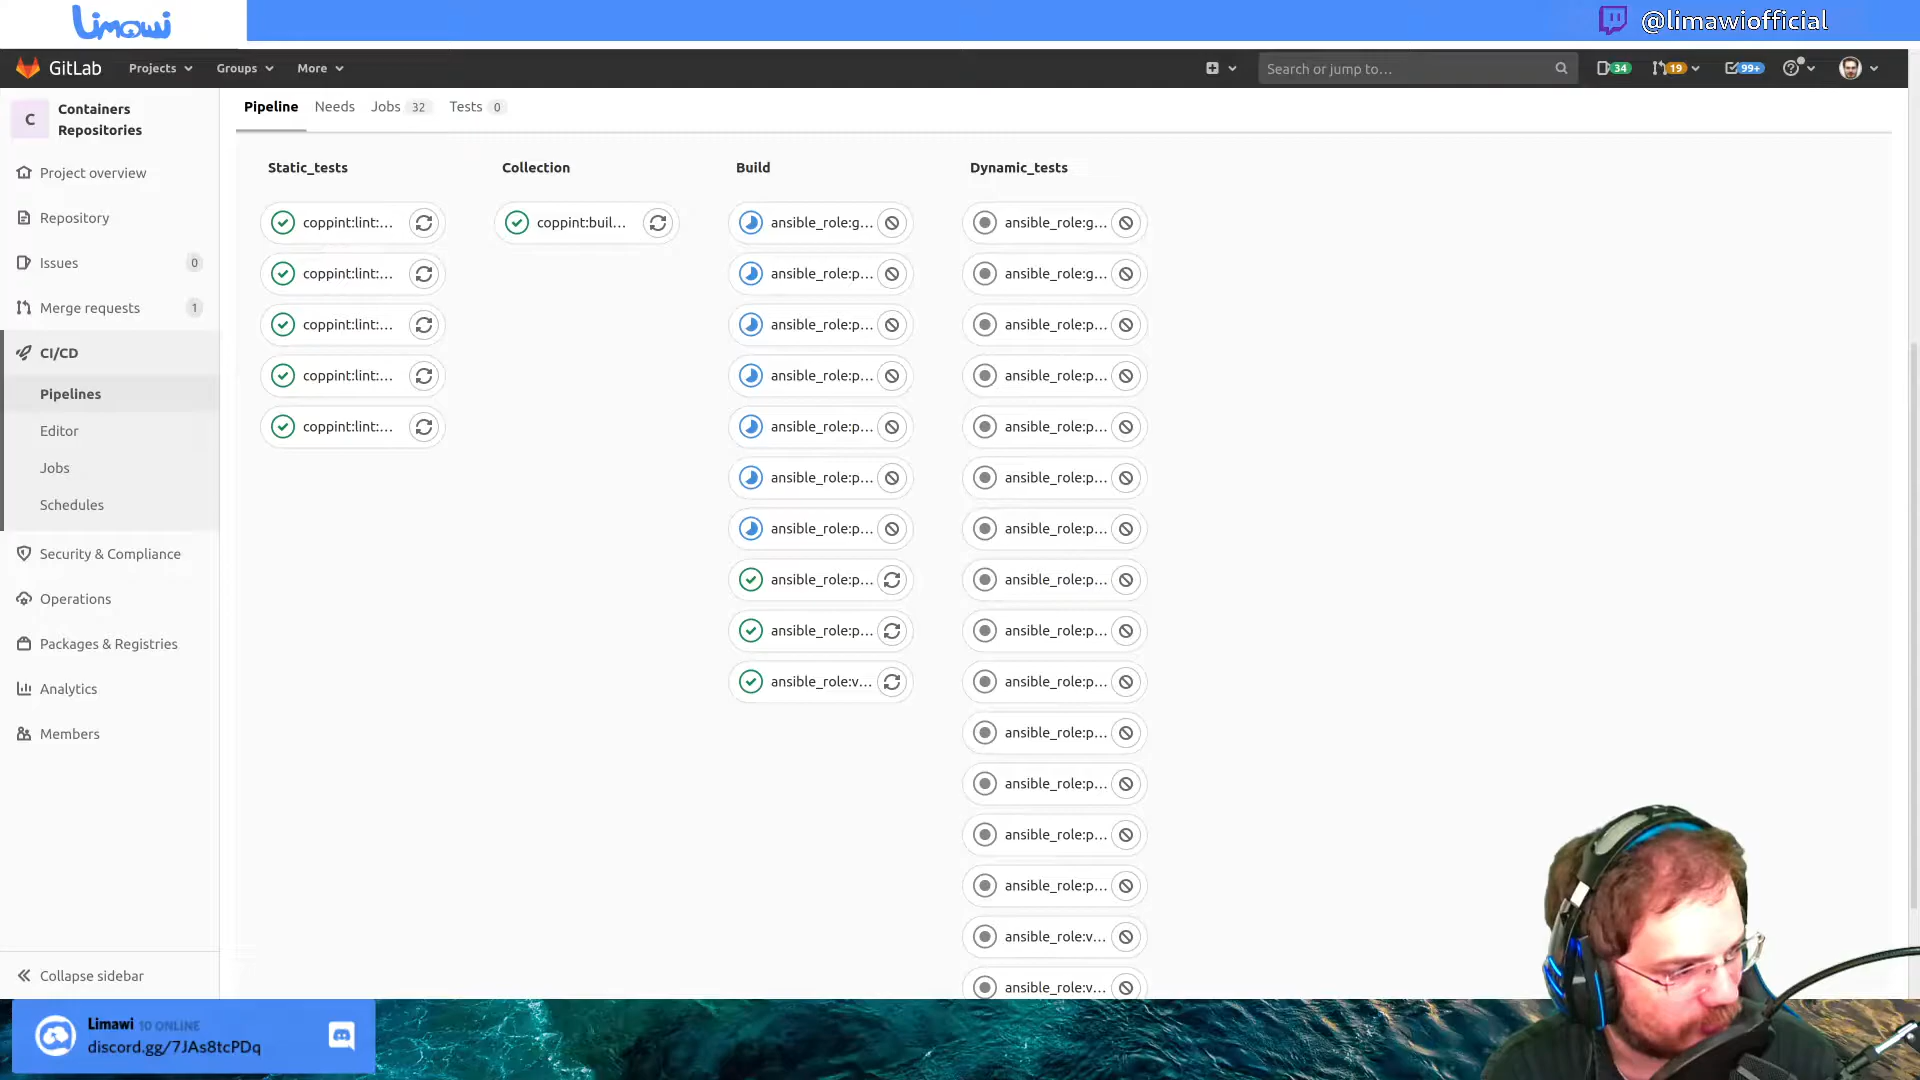 Limawi
@limawiofficial
GitLab
Projects
Groups
More
Search or jump to…
34
19
99+
C
Containers
Repositories
Pipeline
Needs
Jobs 32
Tests 0
Project overview
Repository
Issues 0
Merge requests 1
CI/CD
Pipelines
Editor
Jobs
Schedules
Security & Compliance
Operations
Packages & Registries
Analytics
Members
Collapse sidebar
Static_tests
coppint:lint:…
coppint:lint:…
coppint:lint:…
coppint:lint:…
coppint:lint:…
Collection
coppint:buil…
Build
ansible_role:g…
ansible_role:p…
ansible_role:p…
ansible_role:p…
ansible_role:p…
ansible_role:p…
ansible_role:p…
ansible_role:p…
ansible_role:p…
ansible_role:v…
Dynamic_tests
ansible_role:g…
ansible_role:g…
ansible_role:p…
ansible_role:p…
ansible_role:p…
ansible_role:p…
ansible_role:p…
ansible_role:p…
ansible_role:p…
ansible_role:p…
ansible_role:p…
ansible_role:p…
ansible_role:p…
ansible_role:p…
ansible_role:v…
ansible_role:v…
Limawi 10 ONLINE
discord.gg/7JAs8tcPDq